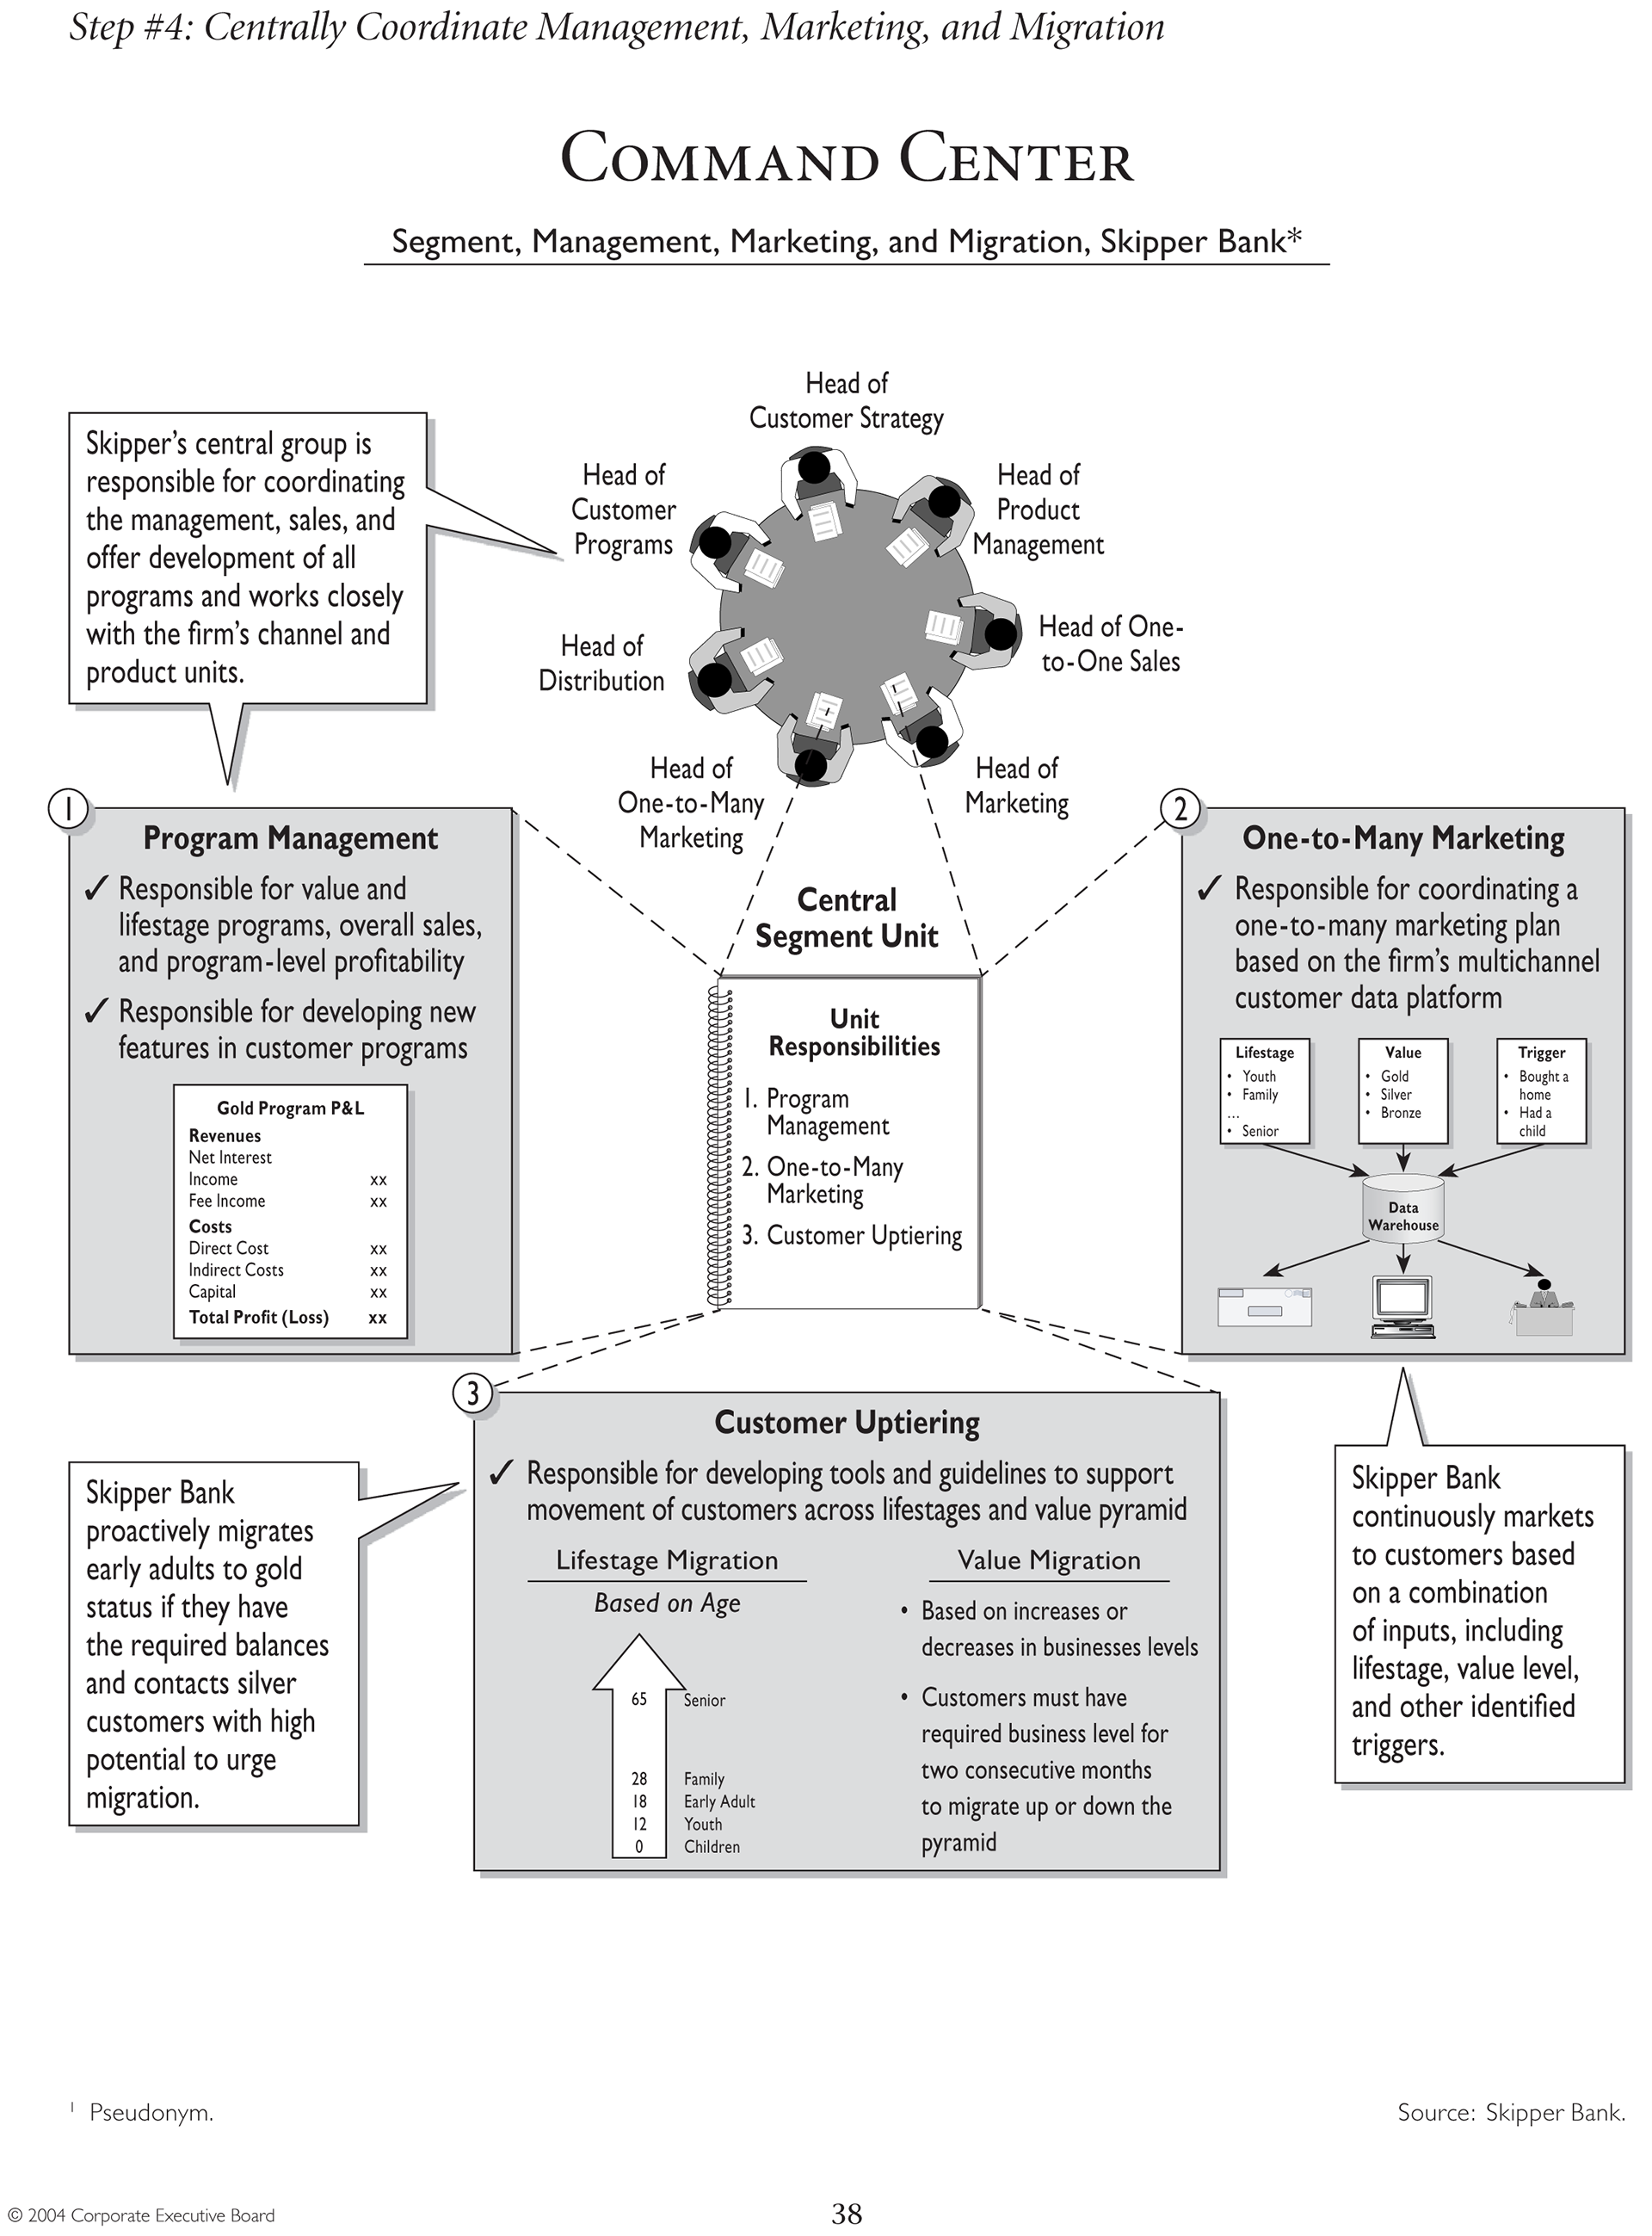 Step #4: Centrally Coordinate Management, Marketing, and Migration
Command Center
Segment, Management, Marketing, and Migration, Skipper Bank*
Skipper's central group is
responsible for coordinating
the management, sales, and
offer development of all
programs and works closely
with the firm's channel and
product units.
Head of
Customer Strategy
Head of
Customer
Programs
Head of
Product
Management
Head of
Distribution
Head of One-
to-One Sales
Head of
One-to-Many
Marketing
Head of
Marketing
1
Program Management
✓ Responsible for value and
lifestage programs, overall sales,
and program-level profitability
✓ Responsible for developing new
features in customer programs
Gold Program P&L
Revenues
Net Interest
Income xx
Fee Income xx
Costs
Direct Cost xx
Indirect Costs xx
Capital xx
Total Profit (Loss) xx
Central
Segment Unit
Unit
Responsibilities
1. Program
Management
2. One-to-Many
Marketing
3. Customer Uptiering
2
One-to-Many Marketing
✓ Responsible for coordinating a
one-to-many marketing plan
based on the firm's multichannel
customer data platform
Lifestage
• Youth
• Family
...
• Senior
Value
• Gold
• Silver
• Bronze
Trigger
• Bought a
home
• Had a
child
Data
Warehouse
3
Customer Uptiering
✓ Responsible for developing tools and guidelines to support
movement of customers across lifestages and value pyramid
Lifestage Migration
Based on Age
65 Senior
28 Family
18 Early Adult
12 Youth
0 Children
Value Migration
• Based on increases or
decreases in businesses levels
• Customers must have
required business level for
two consecutive months
to migrate up or down the
pyramid
Skipper Bank
proactively migrates
early adults to gold
status if they have
the required balances
and contacts silver
customers with high
potential to urge
migration.
Skipper Bank
continuously markets
to customers based
on a combination
of inputs, including
lifestage, value level,
and other identified
triggers.
1 Pseudonym.
Source: Skipper Bank.
© 2004 Corporate Executive Board
38